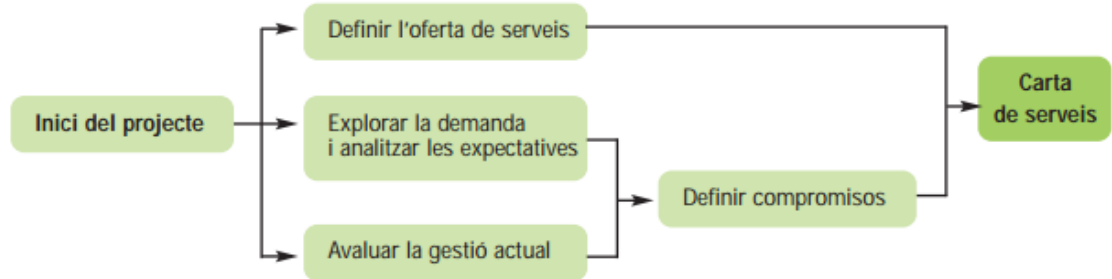 Inici del projecte
Definir l'oferta de serveis
Explorar la demanda
i analitzar les expectatives
Avaluar la gestió actual
Definir compromisos
Carta
de serveis